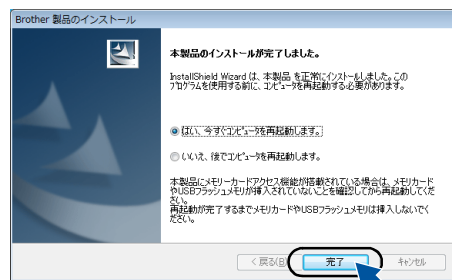 Brother 製品のインストール
本製品のインストールが完了しました。
InstallShield Wizard は、本製品 を正常にインストールしました。この
プログラムを使用する前に、コンピュータを再起動する必要があります。
はい、今すぐコンピュータを再起動します。
いいえ、後でコンピュータを再起動します。
本製品にメモリーカードアクセス機能が搭載されている場合は、メモリカード
やUSBフラッシュメモリが挿入されていないことを確認してから再起動してくだ
さい。
再起動が完了するまでメモリカードやUSBフラッシュメモリは挿入しないでく
ださい。
< 戻る(B) 完了 キャンセル